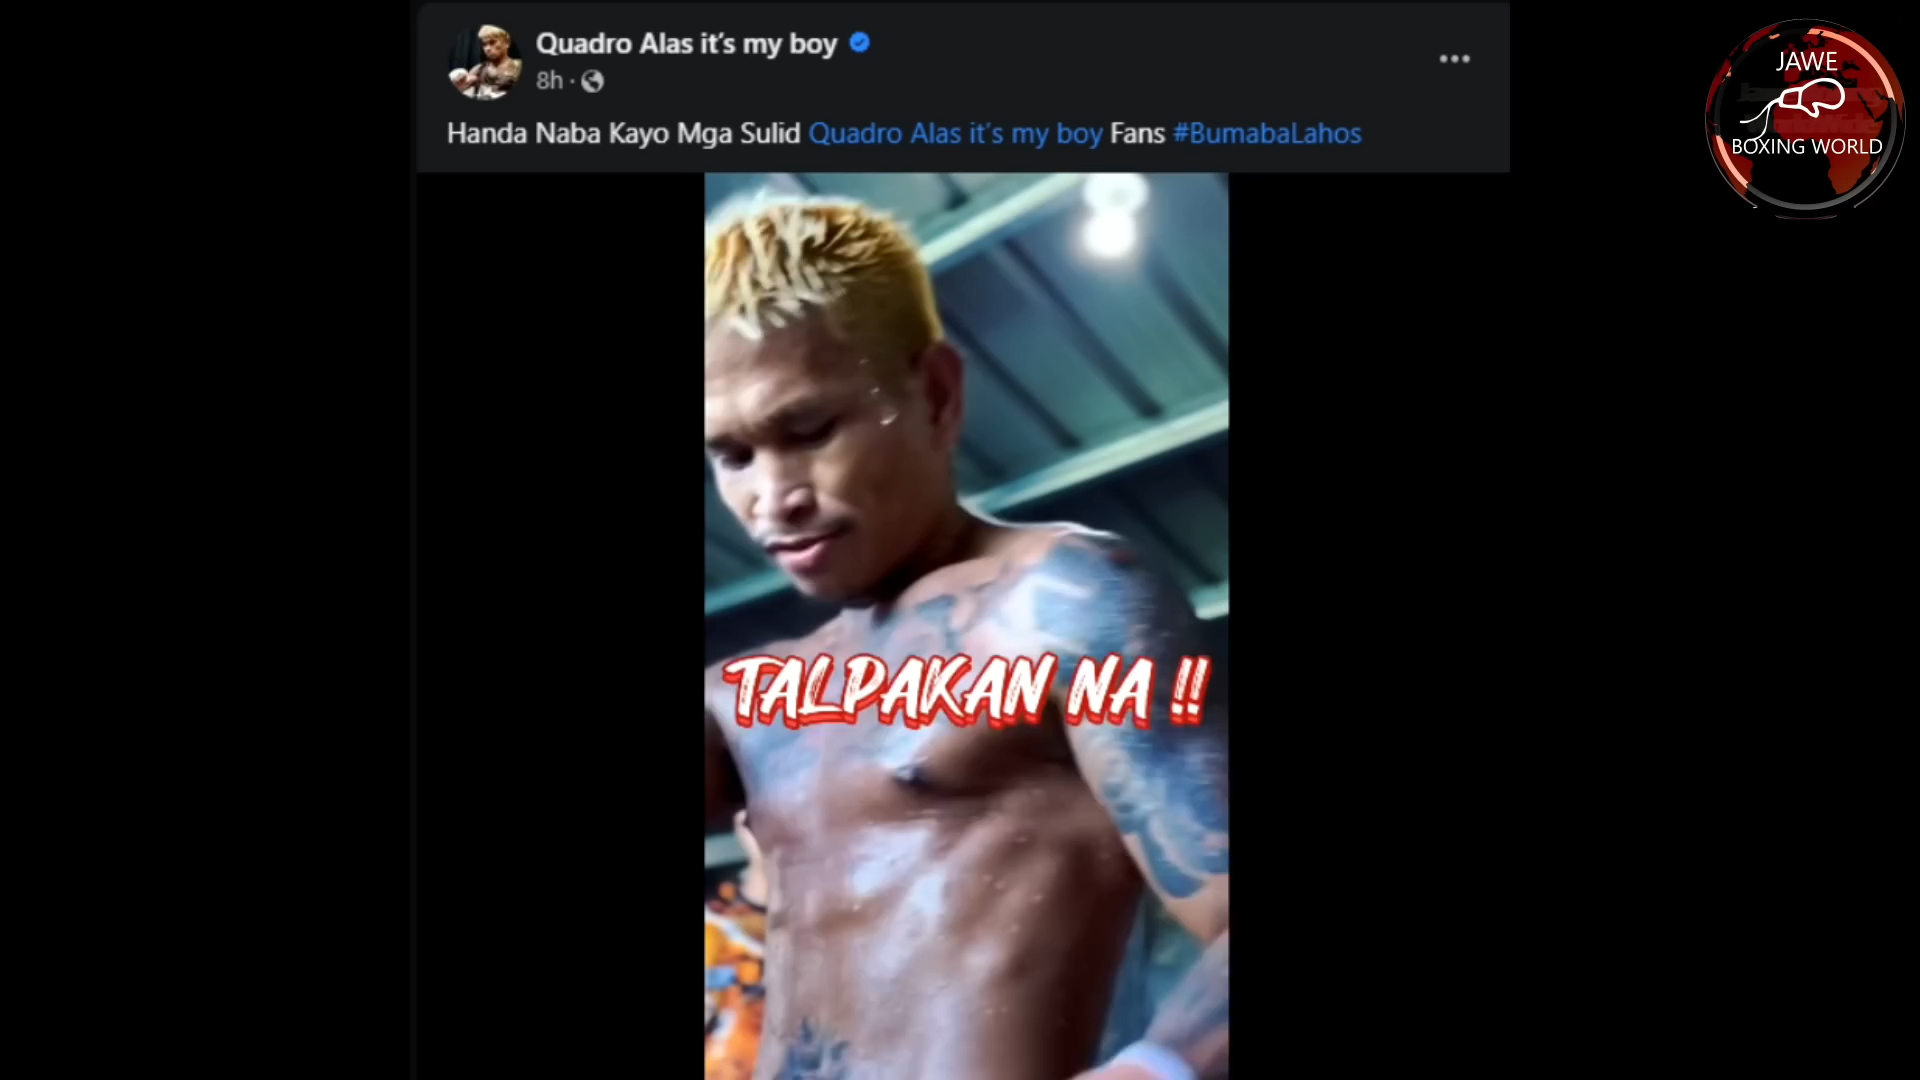 Quadro Alas it's my boy
8h ·
Handa Naba Kayo Mga Sulid Quadro Alas it's my boy Fans #BumabaLahos
JAWE
BOXING WORLD
TALPAKAN NA !!